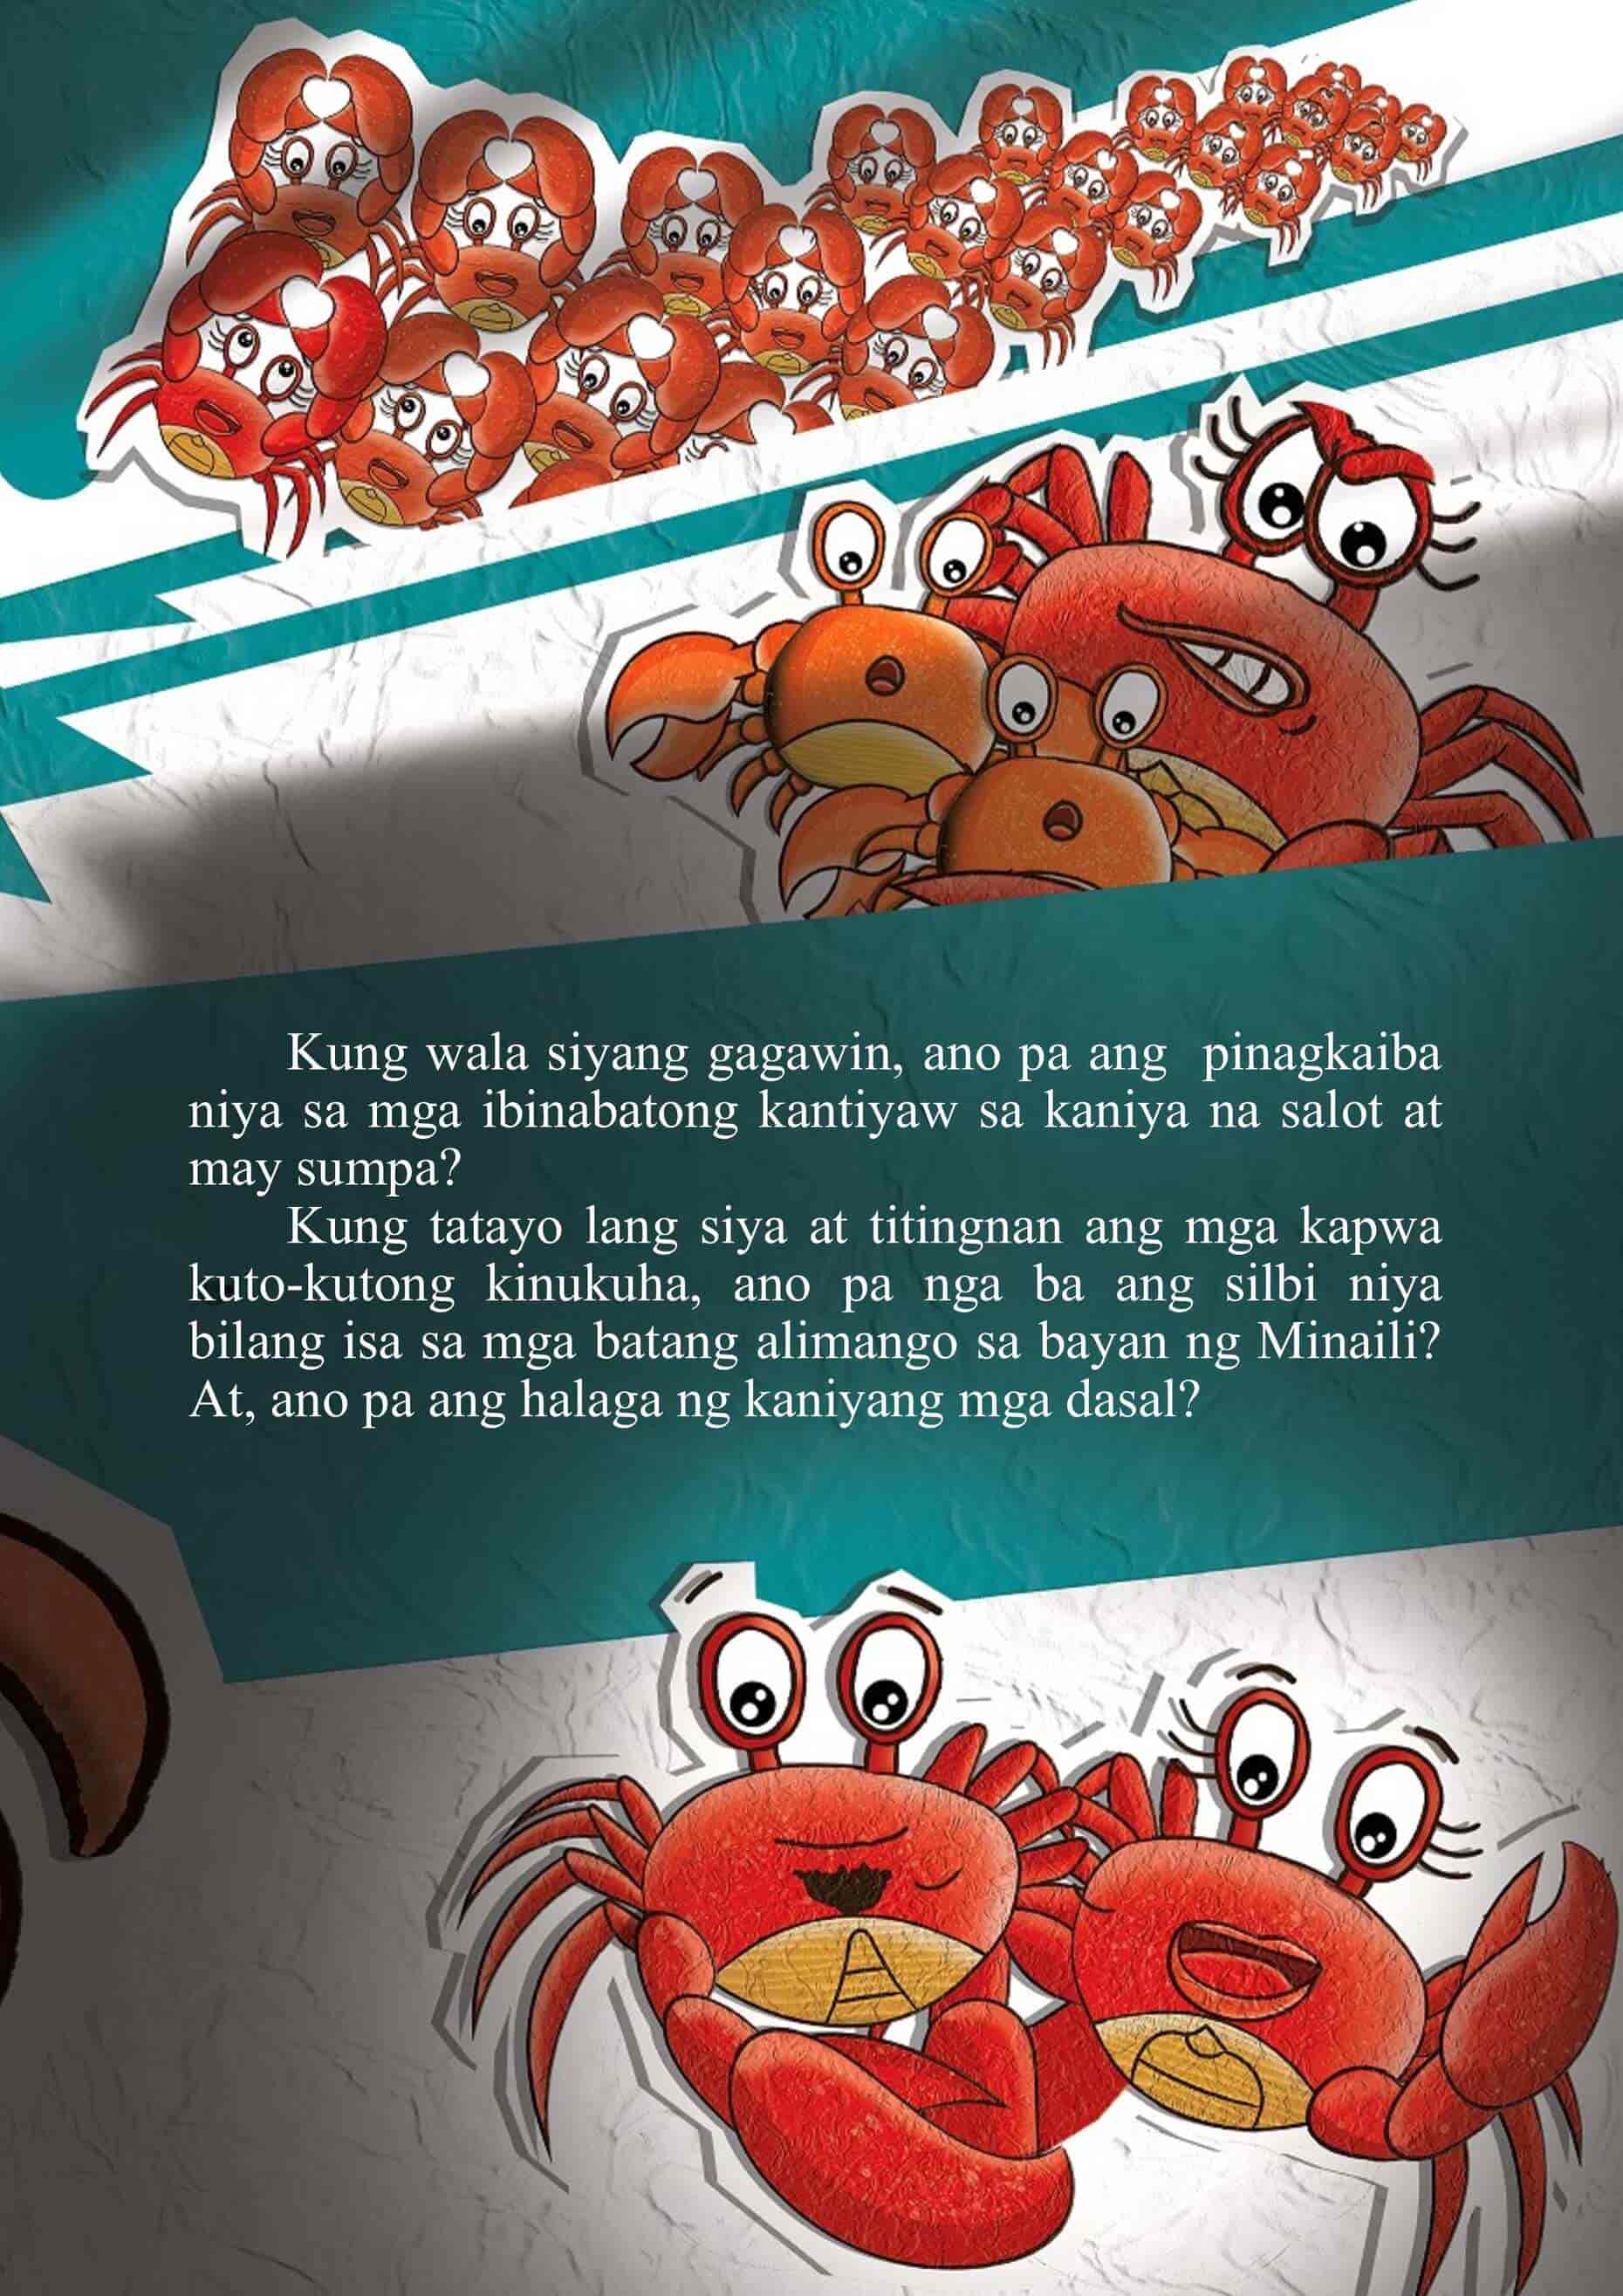 Kung wala siyang gagawin, ano pa ang pinagkaiba
niya sa mga ibinabatong kantiyaw sa kaniya na salot at
may sumpa?
Kung tatayo lang siya at titingnan ang mga kapwa
kuto-kutong kinukuha, ano pa nga ba ang silbi niya
bilang isa sa mga batang alimango sa bayan ng Minaili?
At, ano pa ang halaga ng kaniyang mga dasal?